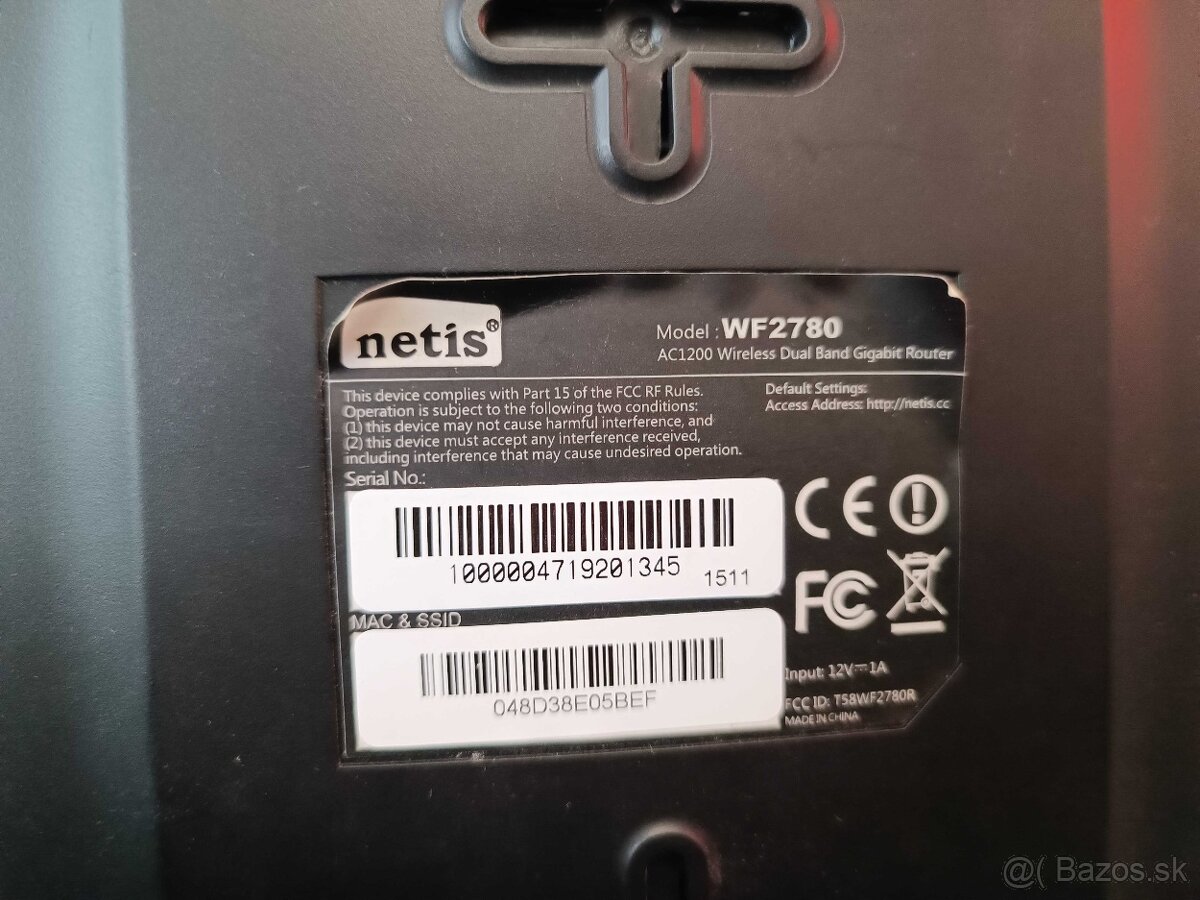 netis®
Model : WF2780
AC1200 Wireless Dual Band Gigabit Router
This device complies with Part 15 of the FCC RF Rules.
Operation is subject to the following two conditions:
(1) this device may not cause harmful interference, and
(2) this device must accept any interference received,
including interference that may cause undesired operation.
Default Settings:
Access Address: http://netis.cc
Serial No.:
1000004719201345
1511
MAC & SSID
048D38E05BEF
CE
FC
Input: 12V⎓1A
FCC ID: T58WF2780R
MADE IN CHINA
@( Bazos.sk